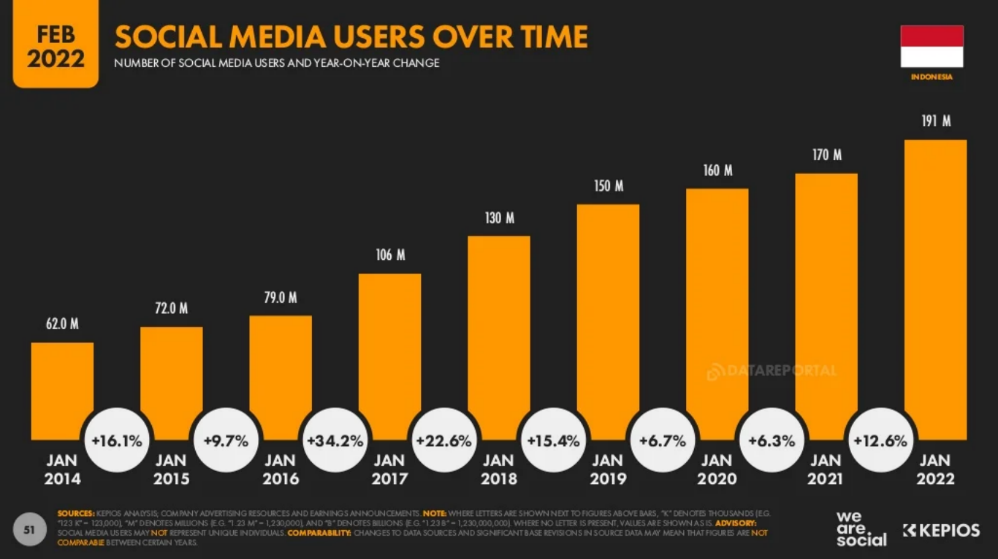 FEB
2022
SOCIAL MEDIA USERS OVER TIME
NUMBER OF SOCIAL MEDIA USERS AND YEAR-ON-YEAR CHANGE
INDONESIA
62.0 M
72.0 M
79.0 M
106 M
130 M
150 M
160 M
170 M
191 M
DATAREPORTAL
+16.1%
+9.7%
+34.2%
+22.6%
+15.4%
+6.7%
+6.3%
+12.6%
JAN
2014
JAN
2015
JAN
2016
JAN
2017
JAN
2018
JAN
2019
JAN
2020
JAN
2021
JAN
2022
51
SOURCES: KEPIOS ANALYSIS; COMPANY ADVERTISING RESOURCES AND EARNINGS ANNOUNCEMENTS. NOTE: WHERE LETTERS ARE SHOWN NEXT TO FIGURES ABOVE BARS, "K" DENOTES THOUSANDS (E.G.
"123 K" = 123,000), "M" DENOTES MILLIONS (E.G. "1.23 M" = 1,230,000), AND "B" DENOTES BILLIONS (E.G. "1.23 B" = 1,230,000,000). WHERE NO LETTER IS PRESENT, VALUES ARE SHOWN AS IS. ADVISORY:
SOCIAL MEDIA USERS MAY NOT REPRESENT UNIQUE INDIVIDUALS. COMPARABILITY: CHANGES TO DATA SOURCES AND SIGNIFICANT BASE REVISIONS IN SOURCE DATA MAY MEAN THAT FIGURES ARE NOT
COMPARABLE BETWEEN CERTAIN YEARS.
we
are
social
KEPIOS